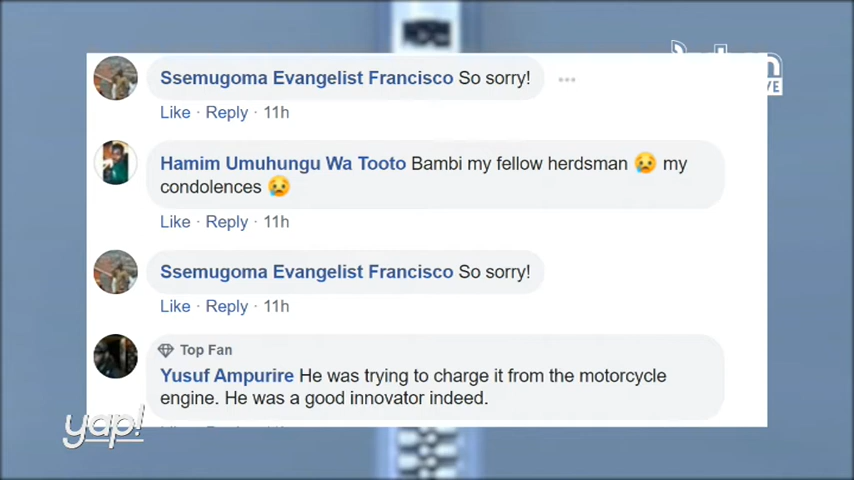 Ssemugoma Evangelist Francisco So sorry!
Like · Reply · 11h
Hamim Umuhungu Wa Tooto Bambi my fellow herdsman 😢 my
condolences 😢
Like · Reply · 11h
Ssemugoma Evangelist Francisco So sorry!
Like · Reply · 11h
Top Fan
Yusuf Ampurire He was trying to charge it from the motorcycle
engine. He was a good innovator indeed.
yap!